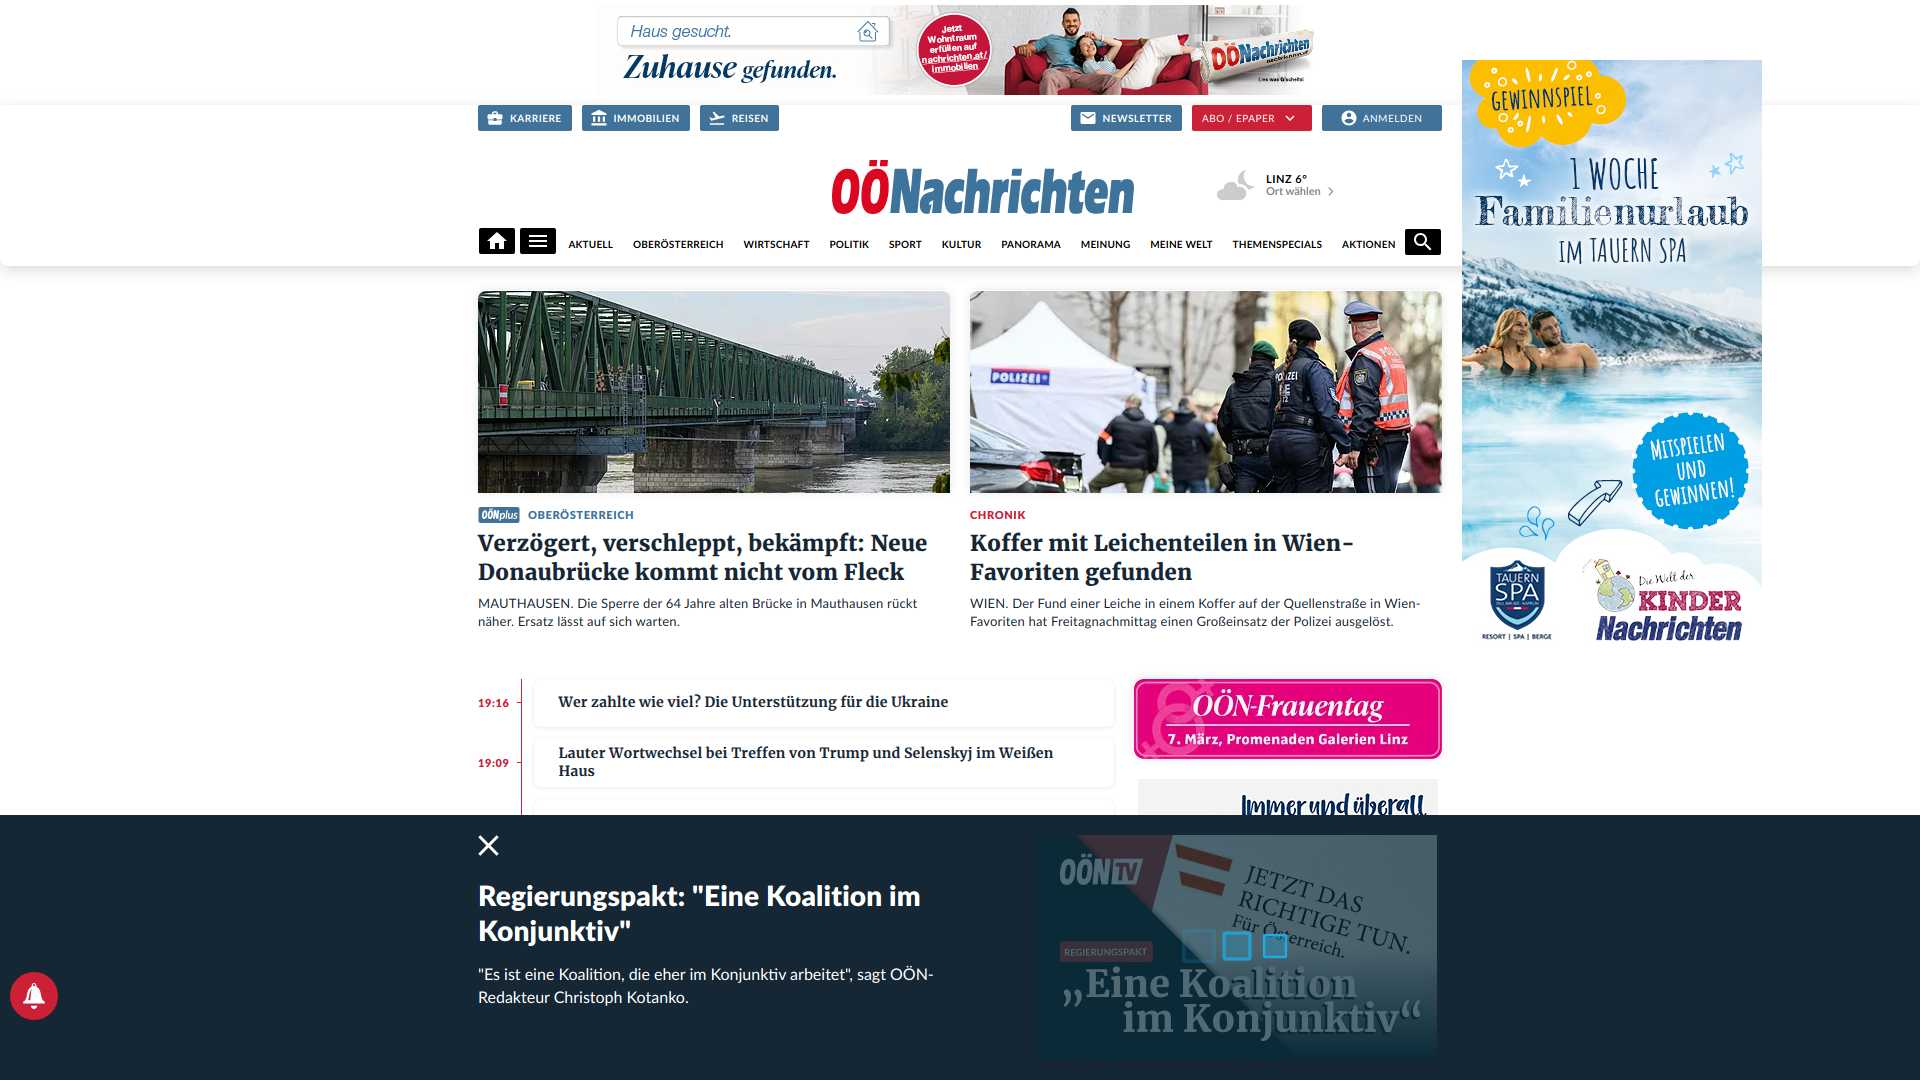 Haus gesucht.
Zuhause gefunden.
Jetzt
Wohntraum
erfüllen auf
nachrichten.at/
immobilien
OÖNachrichten
Lies was G'scheits!
KARRIERE
IMMOBILIEN
REISEN
NEWSLETTER
ABO / EPAPER
ANMELDEN
OÖNachrichten
LINZ 6°
Ort wählen
AKTUELL
OBERÖSTERREICH
WIRTSCHAFT
POLITIK
SPORT
KULTUR
PANORAMA
MEINUNG
MEINE WELT
THEMENSPECIALS
AKTIONEN
GEWINNSPIEL
1 WOCHE
Familienurlaub
IM TAUERN SPA
MITSPIELEN
UND
GEWINNEN!
TAUERN
SPA
RESORT | SPA | BERGE
Die Welt der
KINDER
Nachrichten
POLIZEI
OÖNplus OBERÖSTERREICH
Verzögert, verschleppt, bekämpft: Neue
Donaubrücke kommt nicht vom Fleck
MAUTHAUSEN. Die Sperre der 64 Jahre alten Brücke in Mauthausen rückt
näher. Ersatz lässt auf sich warten.
CHRONIK
Koffer mit Leichenteilen in Wien-
Favoriten gefunden
WIEN. Der Fund einer Leiche in einem Koffer auf der Quellenstraße in Wien-
Favoriten hat Freitagnachmittag einen Großeinsatz der Polizei ausgelöst.
19:16
Wer zahlte wie viel? Die Unterstützung für die Ukraine
19:09
Lauter Wortwechsel bei Treffen von Trump und Selenskyj im Weißen
Haus
OÖN-Frauentag
7. März, Promenaden Galerien Linz
Immer und überall
Regierungspakt: "Eine Koalition im
Konjunktiv"
"Es ist eine Koalition, die eher im Konjunktiv arbeitet", sagt OÖN-
Redakteur Christoph Kotanko.
OÖN TV
JETZT DAS
RICHTIGE TUN.
Für Österreich.
REGIERUNGSPAKT
„Eine Koalition
im Konjunktiv“